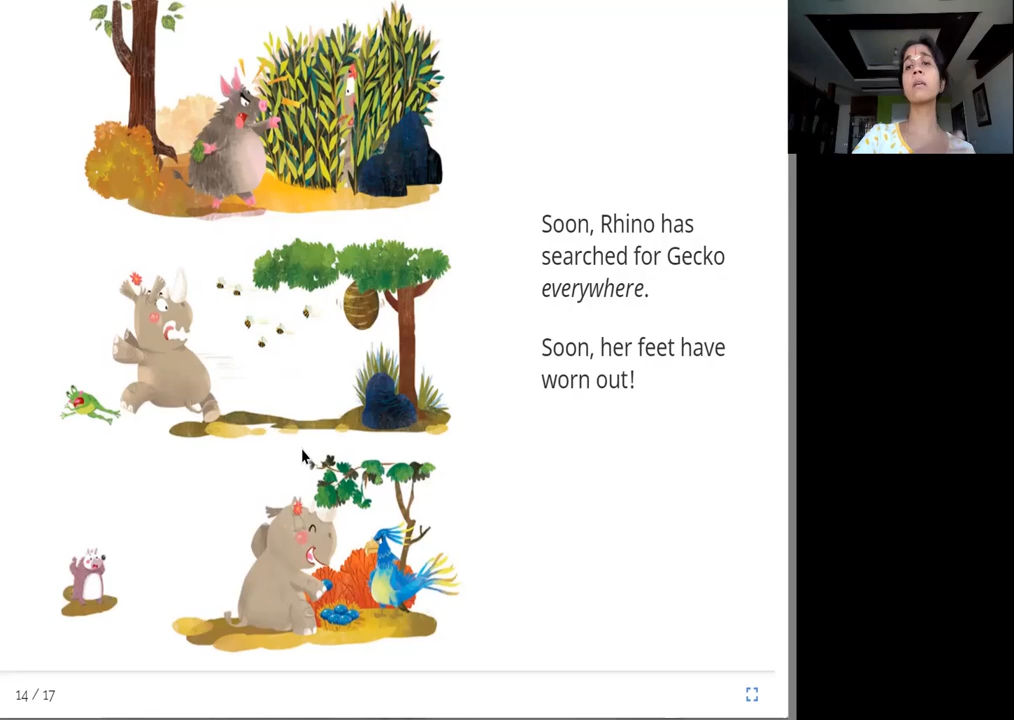 Soon, Rhino has
searched for Gecko
everywhere.
Soon, her feet have
worn out!
14 / 17